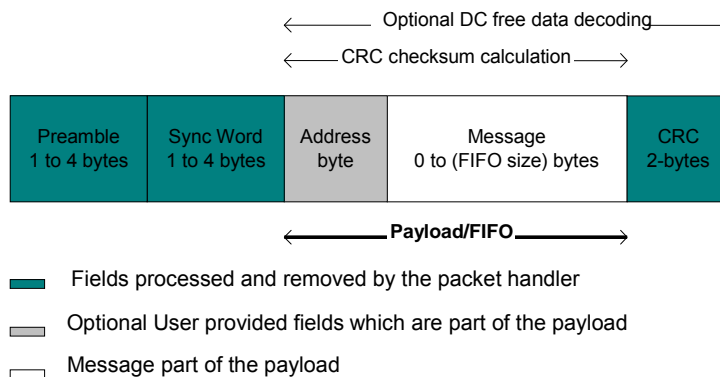 Optional DC free data decoding
CRC checksum calculation
Preamble
1 to 4 bytes
Sync Word
1 to 4 bytes
Address
byte
Message
0 to (FIFO size) bytes
CRC
2-bytes
Payload/FIFO
Fields processed and removed by the packet handler
Optional User provided fields which are part of the payload
Message part of the payload